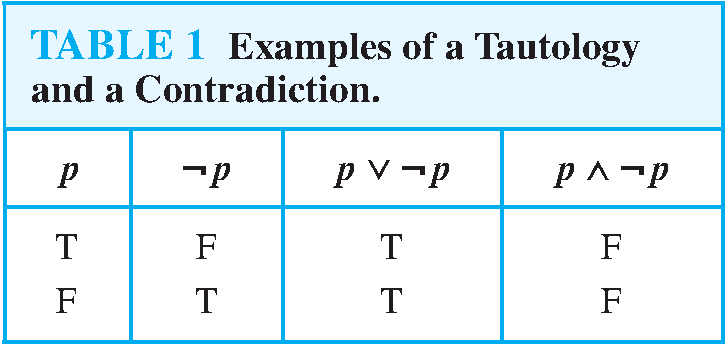 TABLE 1 Examples of a Tautology
and a Contradiction.
p ¬p p ∨ ¬p p ∧ ¬p
T F T F
F T T F